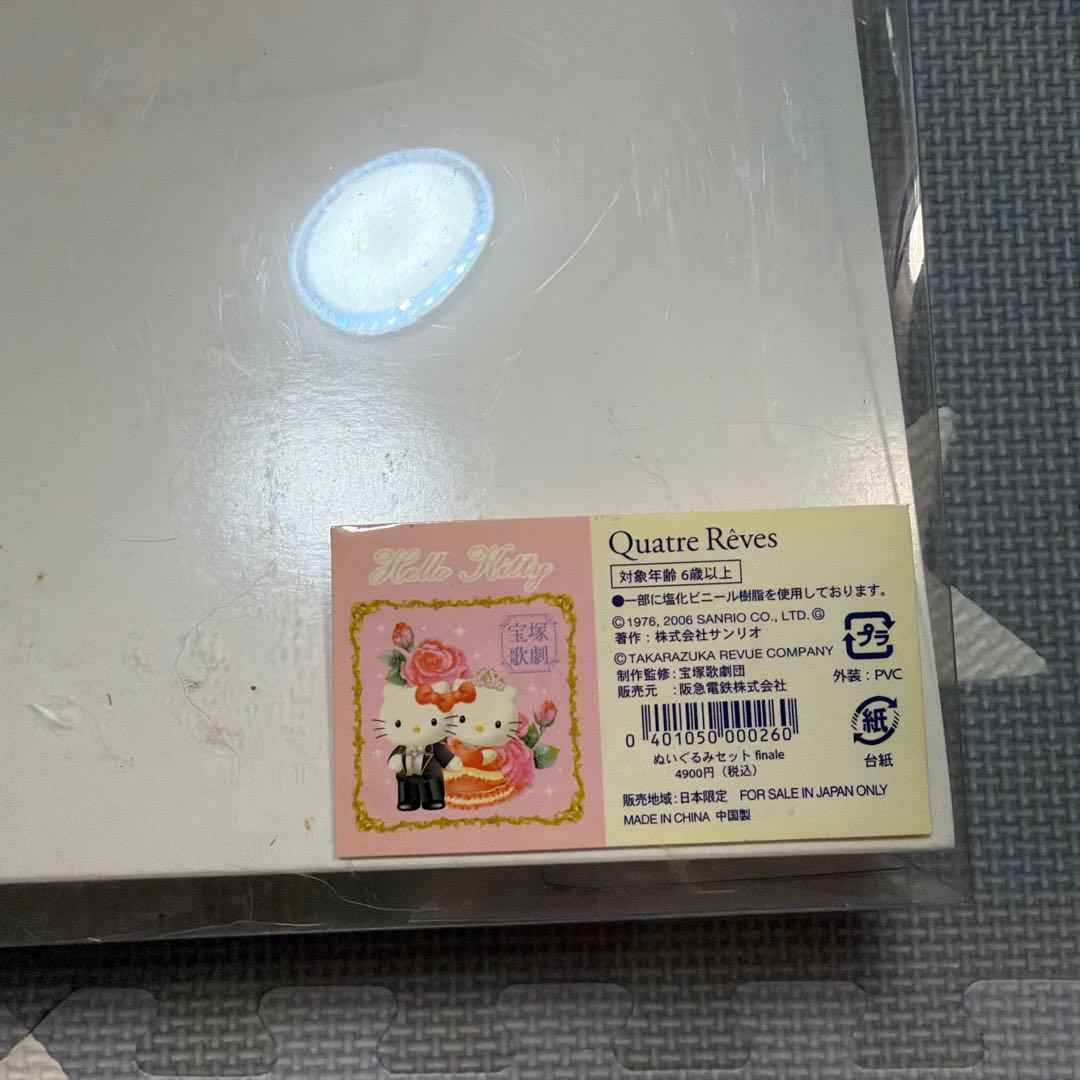 Hello Kitty
宝塚
歌劇
Quatre Rêves
対象年齢 6歳以上
●一部に塩化ビニール樹脂を使用しております。
©1976, 2006 SANRIO CO., LTD. Ⓖ
著作：株式会社サンリオ
©TAKARAZUKA REVUE COMPANY
制作監修：宝塚歌劇団
販売元 ：阪急電鉄株式会社
プラ
外装：PVC
0 401050 000260
紙
台紙
ぬいぐるみセット finale
4900円（税込）
販売地域：日本限定 FOR SALE IN JAPAN ONLY
MADE IN CHINA 中国製